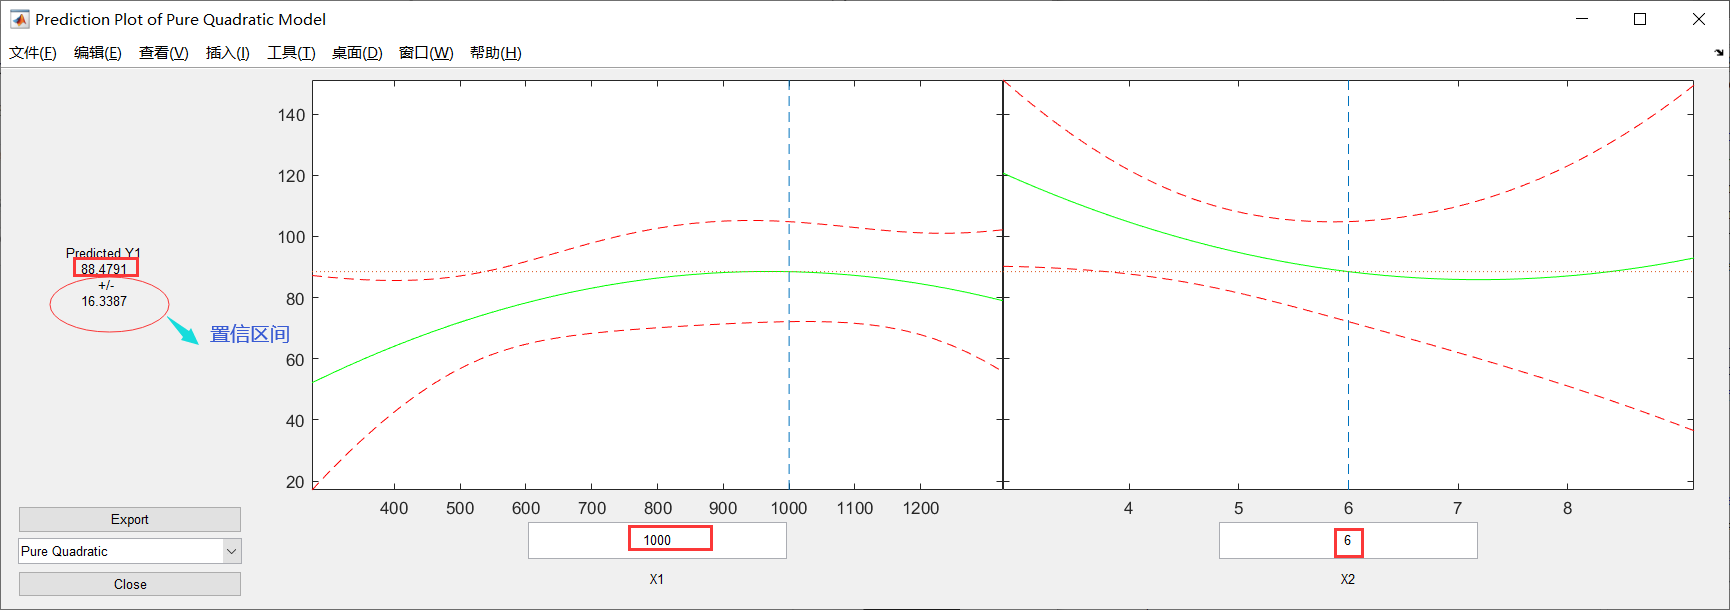 Prediction Plot of Pure Quadratic Model
文件(F) 编辑(E) 查看(V) 插入(I) 工具(T) 桌面(D) 窗口(W) 帮助(H)
Predicted Y1
88.4791
+/-
16.3387
置信区间
140
120
100
80
60
40
20
400 500 600 700 800 900 1000 1100 1200
4 5 6 7 8
1000
6
X1
X2
Export
Pure Quadratic
Close